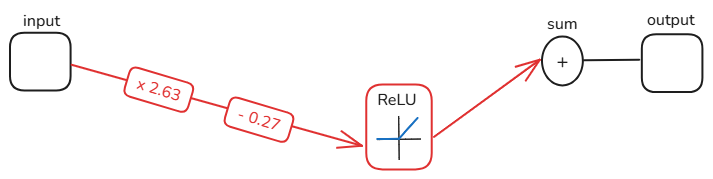 input
x 2.63
- 0.27
ReLU
sum
+
output